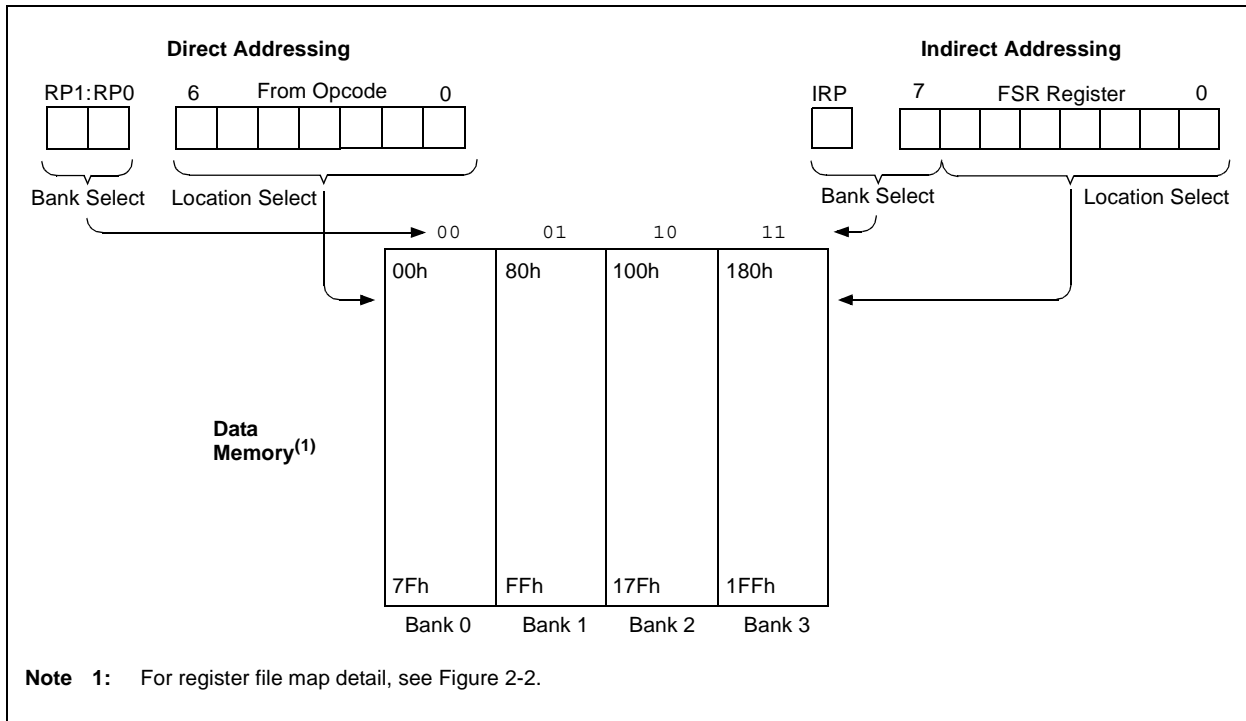 Direct Addressing
Indirect Addressing
RP1:RP0 6 From Opcode 0
IRP 7 FSR Register 0
Bank Select Location Select
Bank Select Location Select
00 01 10 11
00h 80h 100h 180h
Data
Memory(1)
7Fh FFh 17Fh 1FFh
Bank 0 Bank 1 Bank 2 Bank 3
Note 1: For register file map detail, see Figure 2-2.